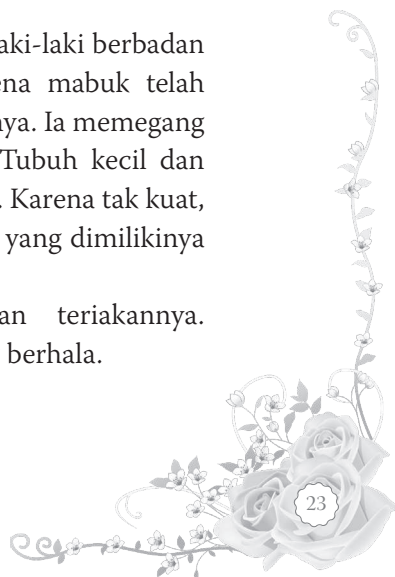 aki-laki berbadan
ena mabuk telah
nya. Ia memegang
Tubuh kecil dan
. Karena tak kuat,
yang dimilikinya
an teriakannya.
berhala.
23